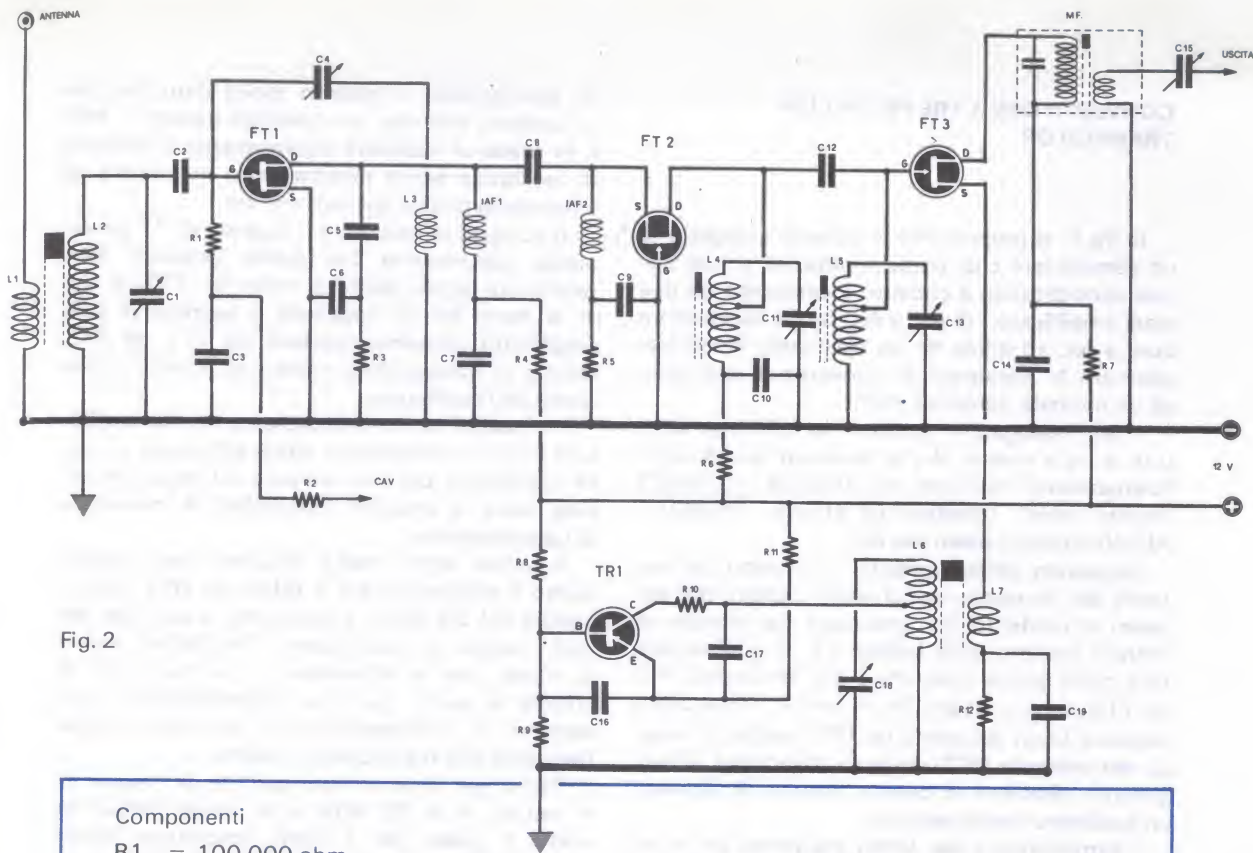 ANTENNA
M.F.
C15
USCITA
C4
C2
FT 1
C8
FT 2
C12
FT3
G
D
S
S
D
G
G
D
S
L1
L2
C1
R1
C5
L3
IAF1
IAF2
C6
C9
L4
L5
C11
C13
C3
R3
C7
R4
R5
C10
C14
R7
R2
CAV
R6
12 V
R8
TR1
R11
R10
L6
L7
B
C
E
C17
C18
R12
C19
C16
R9
Fig. 2
Componenti
R1 = 100.000 ohm